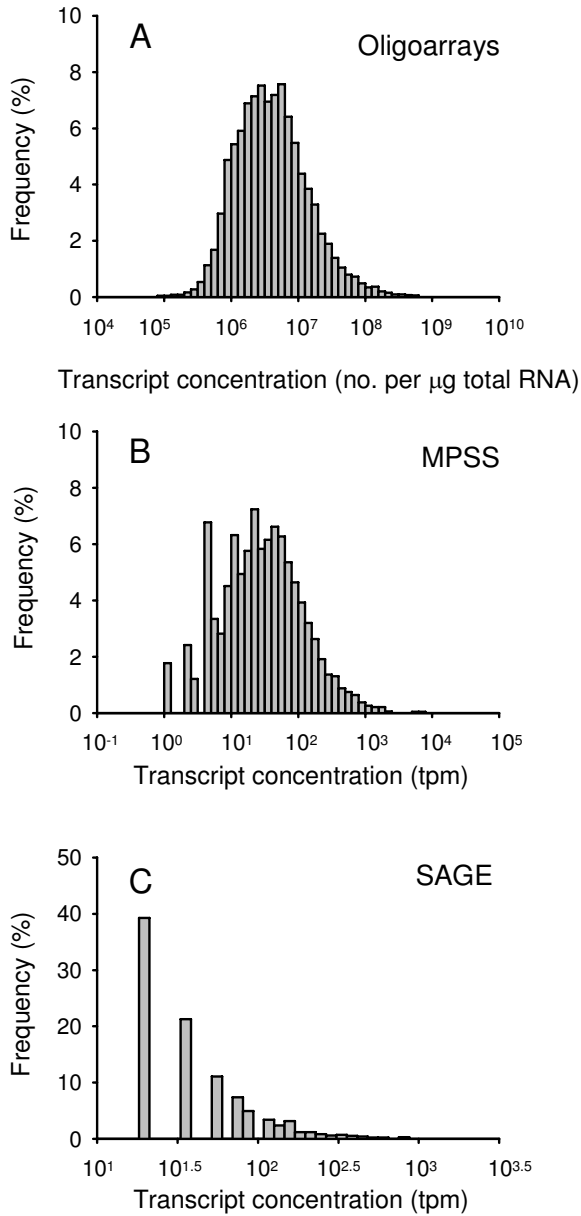 A
Oligoarrays
10
8
6
4
2
0
Frequency (%)
10⁴ 10⁵ 10⁶ 10⁷ 10⁸ 10⁹ 10¹⁰
Transcript concentration (no. per μg total RNA)
B
MPSS
10
8
6
4
2
0
Frequency (%)
10⁻¹ 10⁰ 10¹ 10² 10³ 10⁴ 10⁵
Transcript concentration (tpm)
C
SAGE
50
40
30
20
10
0
Frequency (%)
10¹ 10¹·⁵ 10² 10²·⁵ 10³ 10³·⁵
Transcript concentration (tpm)